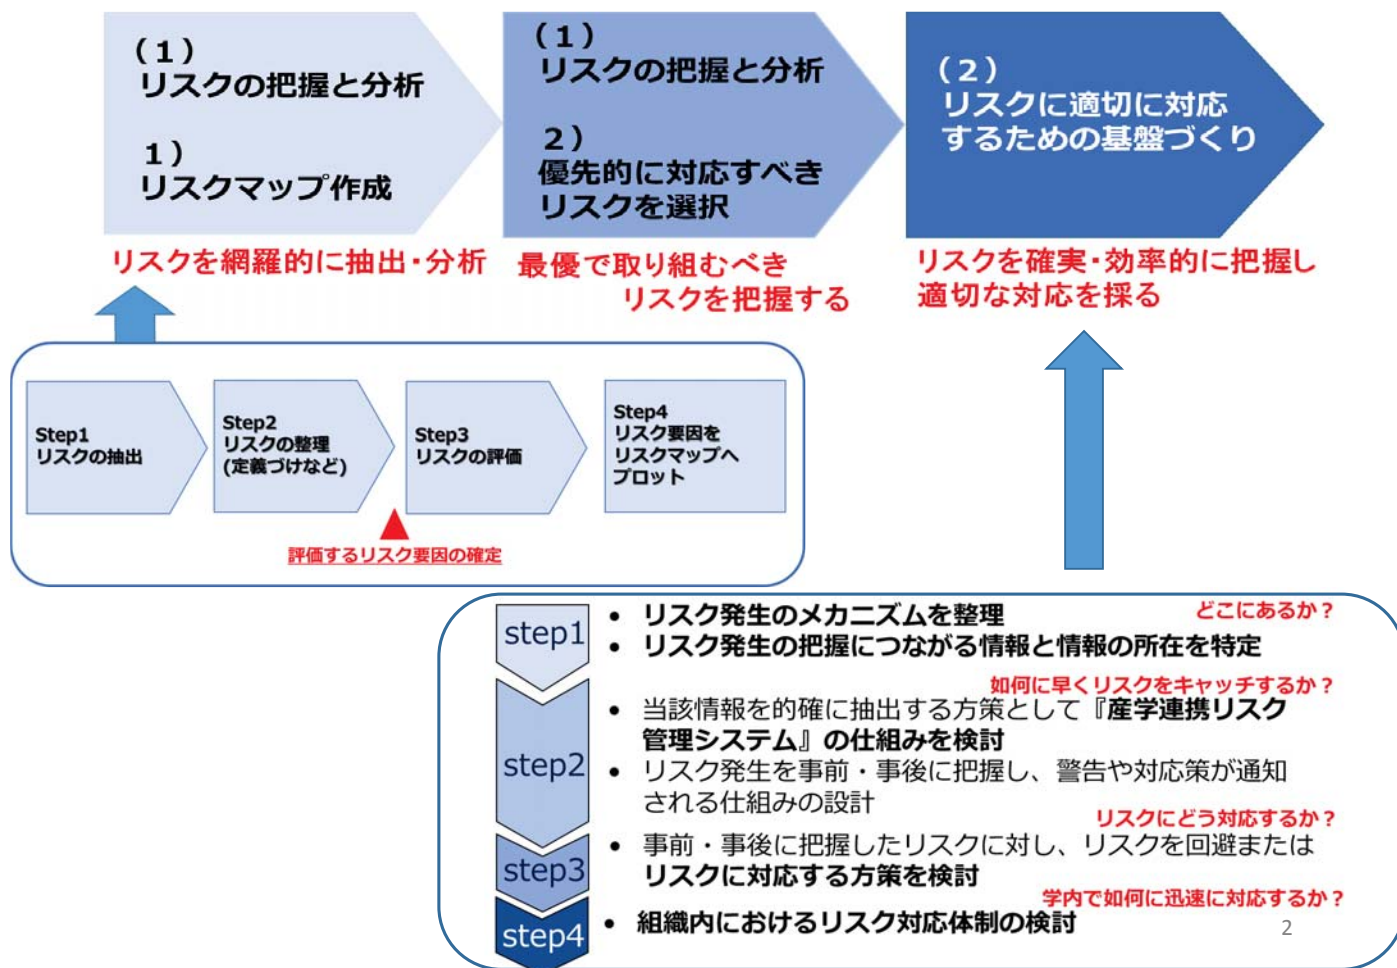 (１)
リスクの把握と分析
１)
リスクマップ作成
(１)
リスクの把握と分析
２)
優先的に対応すべき
リスクを選択
(２)
リスクに適切に対応
するための基盤づくり
リスクを網羅的に抽出・分析
最優で取り組むべき
リスクを把握する
リスクを確実・効率的に把握し
適切な対応を採る
Step1
リスクの抽出
Step2
リスクの整理
(定義づけなど)
Step3
リスクの評価
Step4
リスク要因を
リスクマップへ
プロット
評価するリスク要因の確定
step1
どこにあるか？
• リスク発生のメカニズムを整理
• リスク発生の把握につながる情報と情報の所在を特定
step2
如何に早くリスクをキャッチするか？
• 当該情報を的確に抽出する方策として『産学連携リスク
管理システム』の仕組みを検討
• リスク発生を事前・事後に把握し、警告や対応策が通知
される仕組みの設計
step3
リスクにどう対応するか？
• 事前・事後に把握したリスクに対し、リスクを回避または
リスクに対応する方策を検討
step4
学内で如何に迅速に対応するか？
• 組織内におけるリスク対応体制の検討
2